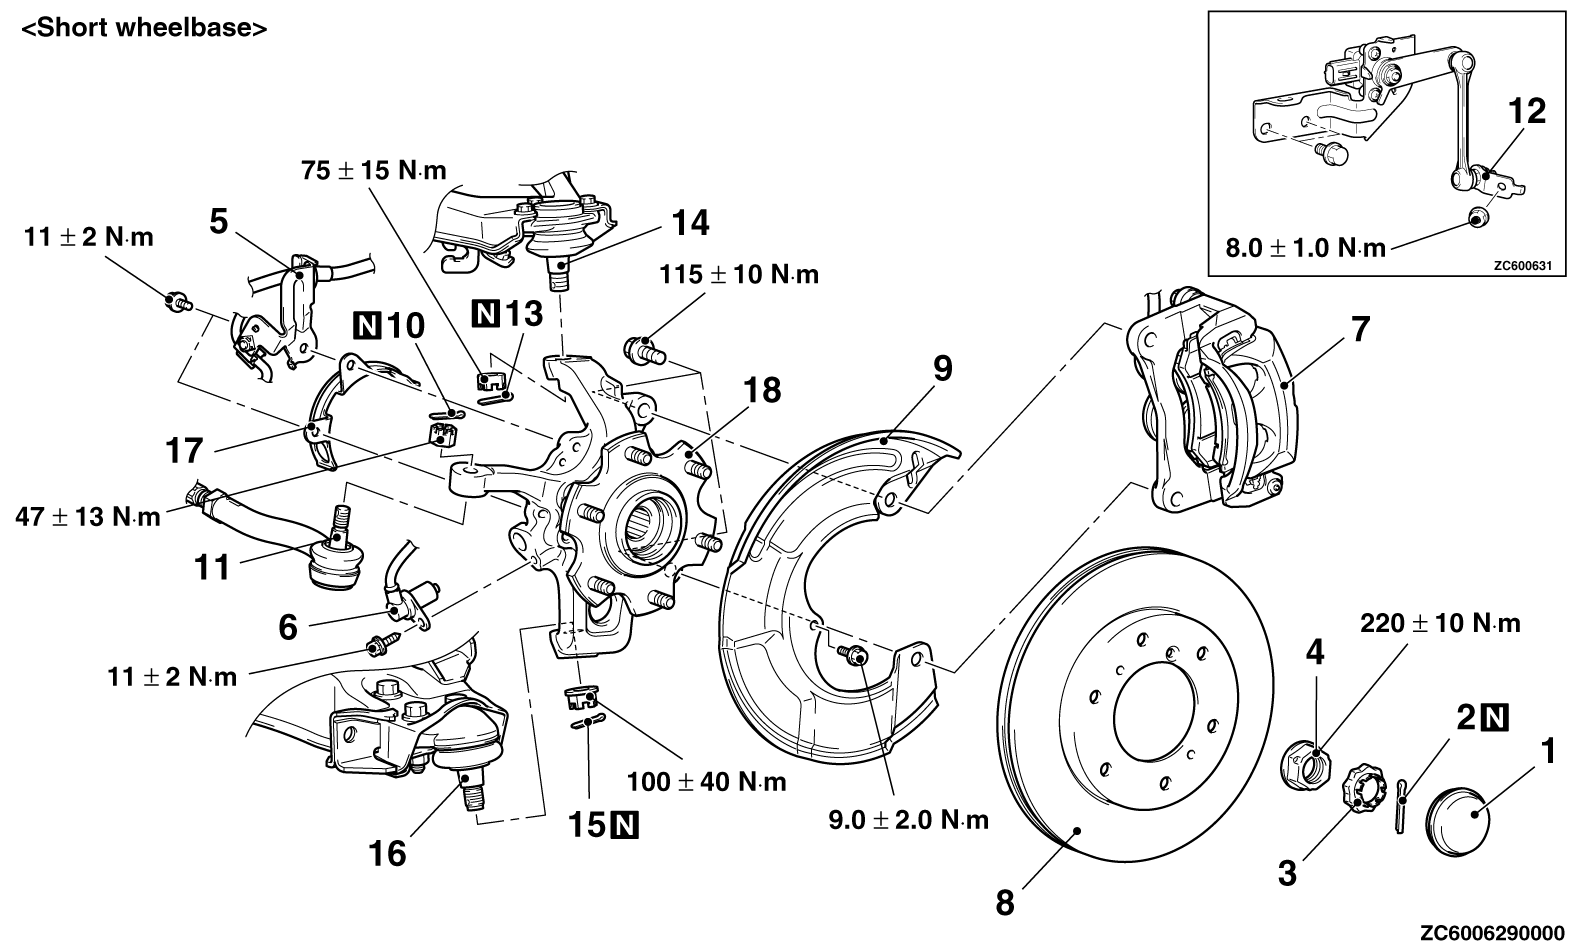 <Short wheelbase>
12
8.0 ± 1.0 N·m
ZC600631
75 ± 15 N·m
5
11 ± 2 N·m
14
115 ± 10 N·m
N 10
N 13
7
9
18
17
47 ± 13 N·m
11
6
11 ± 2 N·m
220 ± 10 N·m
4
2 N
1
100 ± 40 N·m
9.0 ± 2.0 N·m
15 N
16
3
8
ZC6006290000